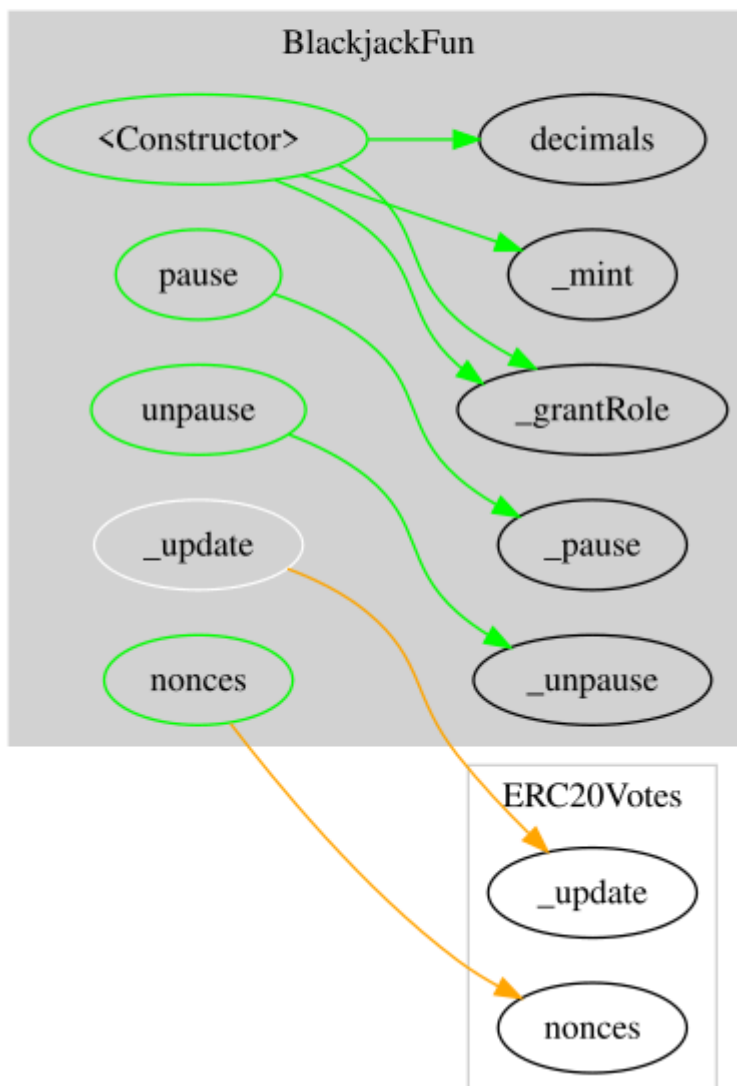 BlackjackFun
<Constructor>
decimals
pause
_mint
unpause
_grantRole
_update
_pause
nonces
_unpause
ERC20Votes
_update
nonces